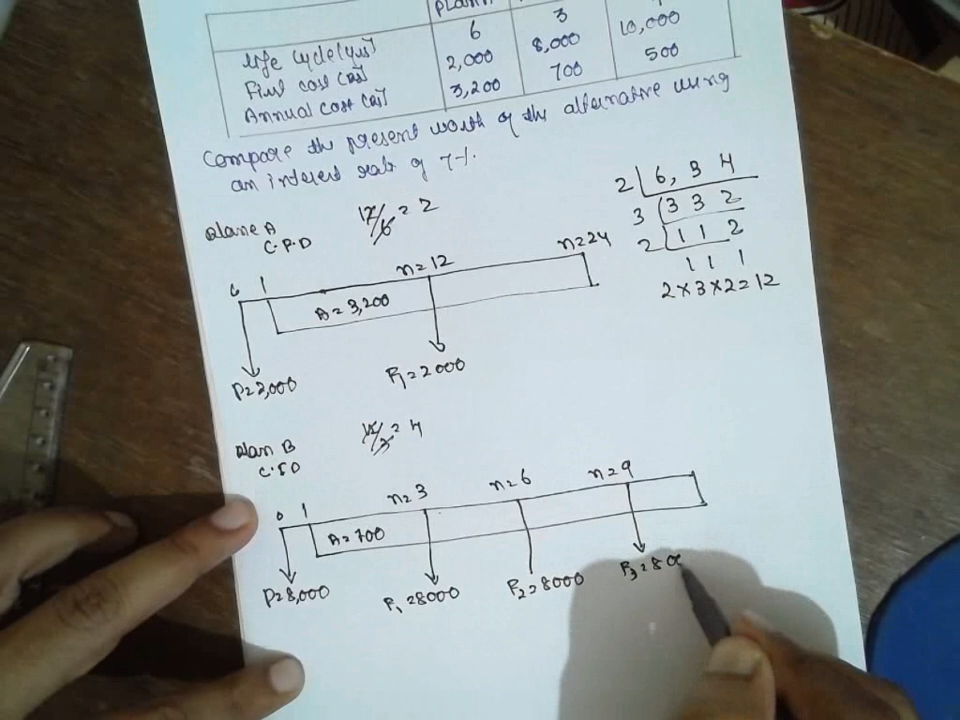 PLAN A
Life cycle (yrs) 6 3 4
First cost (RS) 2,000 8,000 10,000
Annual cost (RS) 3,200 700 500
Compare the present worth of the alternative using
an interest rate of 7%.
2 | 6, 3 4
3 | 3 3 2
2 | 1 1 2
1 1 1
2×3×2=12
Plane A
C.F.D
12/6 = 2
0 1 n=12 n=24
A = 3,200
P=2,000 P1=2000
Plan B
C.F.D
12/3 = 4
0 1 n=3 n=6 n=9
A=700
P=8,000 P1=8000 P2=8000 P3=800